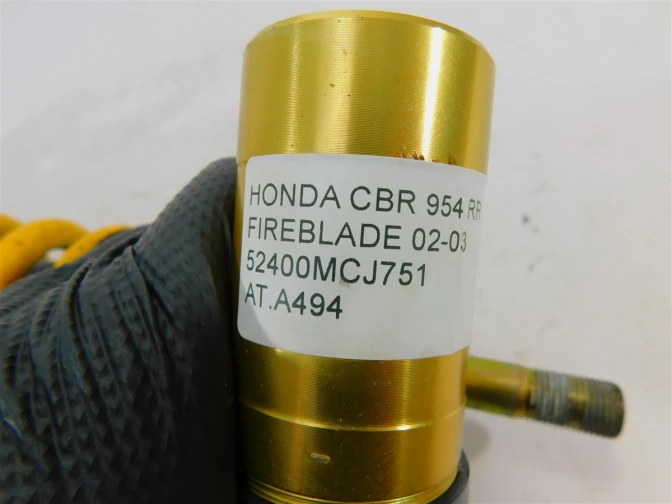 HONDA CBR 954 RR
FIREBLADE 02-03
52400MCJ751
AT.A494